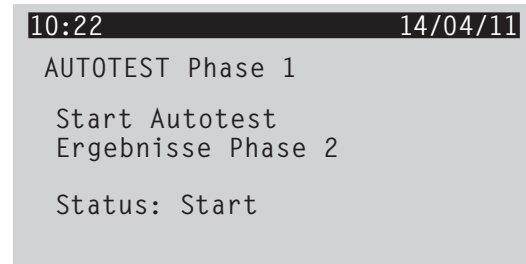 10:22 14/04/11
AUTOTEST Phase 1
Start Autotest
Ergebnisse Phase 2
Status: Start